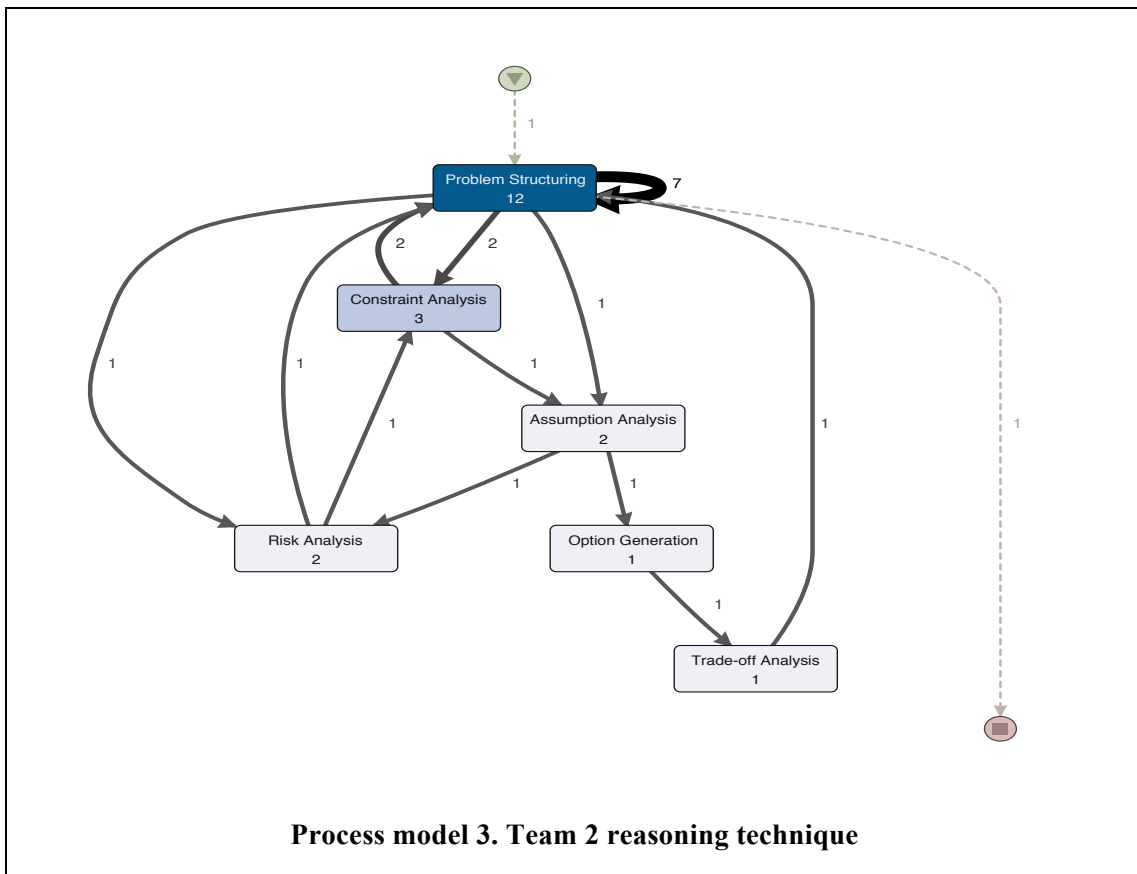 1
Problem Structuring
12
7
2
2
Constraint Analysis
3
1
1
1
1
1
1
1
Assumption Analysis
2
1
1
Risk Analysis
2
Option Generation
1
1
Trade-off Analysis
1
Process model 3. Team 2 reasoning technique